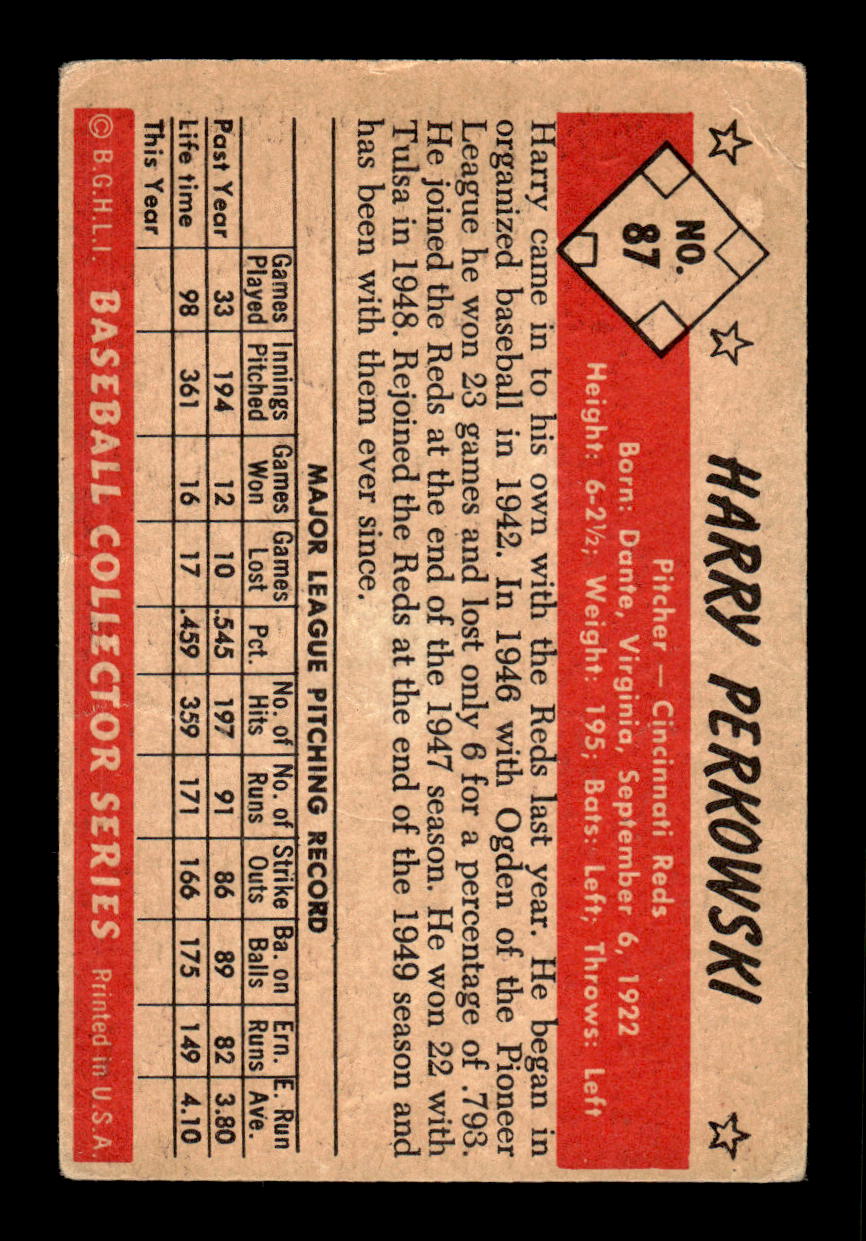 HARRY PERKOWSKI
NO.
87
Pitcher — Cincinnati Reds
Born: Dante, Virginia, September 6, 1922
Height: 6-2½; Weight: 195; Bats: Left; Throws: Left
Harry came in to his own with the Reds last year. He began in
organized baseball in 1942. In 1946 with Ogden of the Pioneer
League he won 23 games and lost only 6 for a percentage of .793.
He joined the Reds at the end of the 1947 season. He won 22 with
Tulsa in 1948. Rejoined the Reds at the end of the 1949 season and
has been with them ever since.
MAJOR LEAGUE PITCHING RECORD
Games Innings Games Games No. of No. of Strike Ba. on Ern. E. Run
Played Pitched Won Lost Pct. Hits Runs Outs Balls Runs Ave.
Past Year 33 194 12 10 .545 197 91 86 89 82 3.80
Life time 98 361 16 17 .459 359 171 166 175 149 4.10
This Year
© B.G.H.L.I. BASEBALL COLLECTOR SERIES Printed in U.S.A.